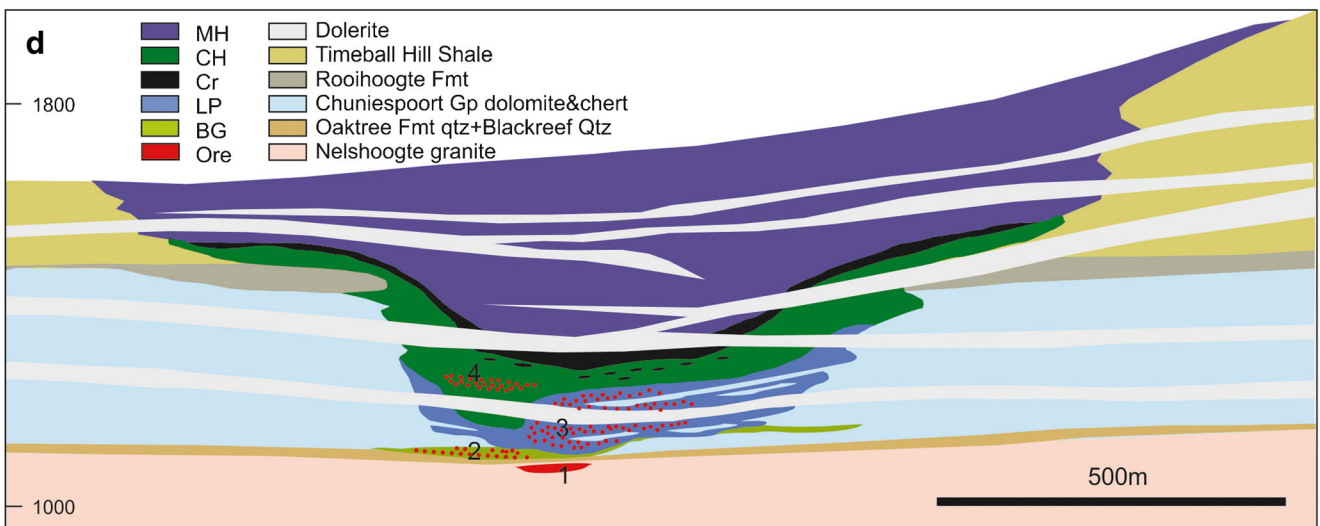 d
MH
CH
Cr
LP
BG
Ore
Dolerite
Timeball Hill Shale
Rooihoogte Fmt
Chuniespoort Gp dolomite&chert
Oaktree Fmt qtz+Blackreef Qtz
Nelshoogte granite
1800
4
3
2
1
500m
1000